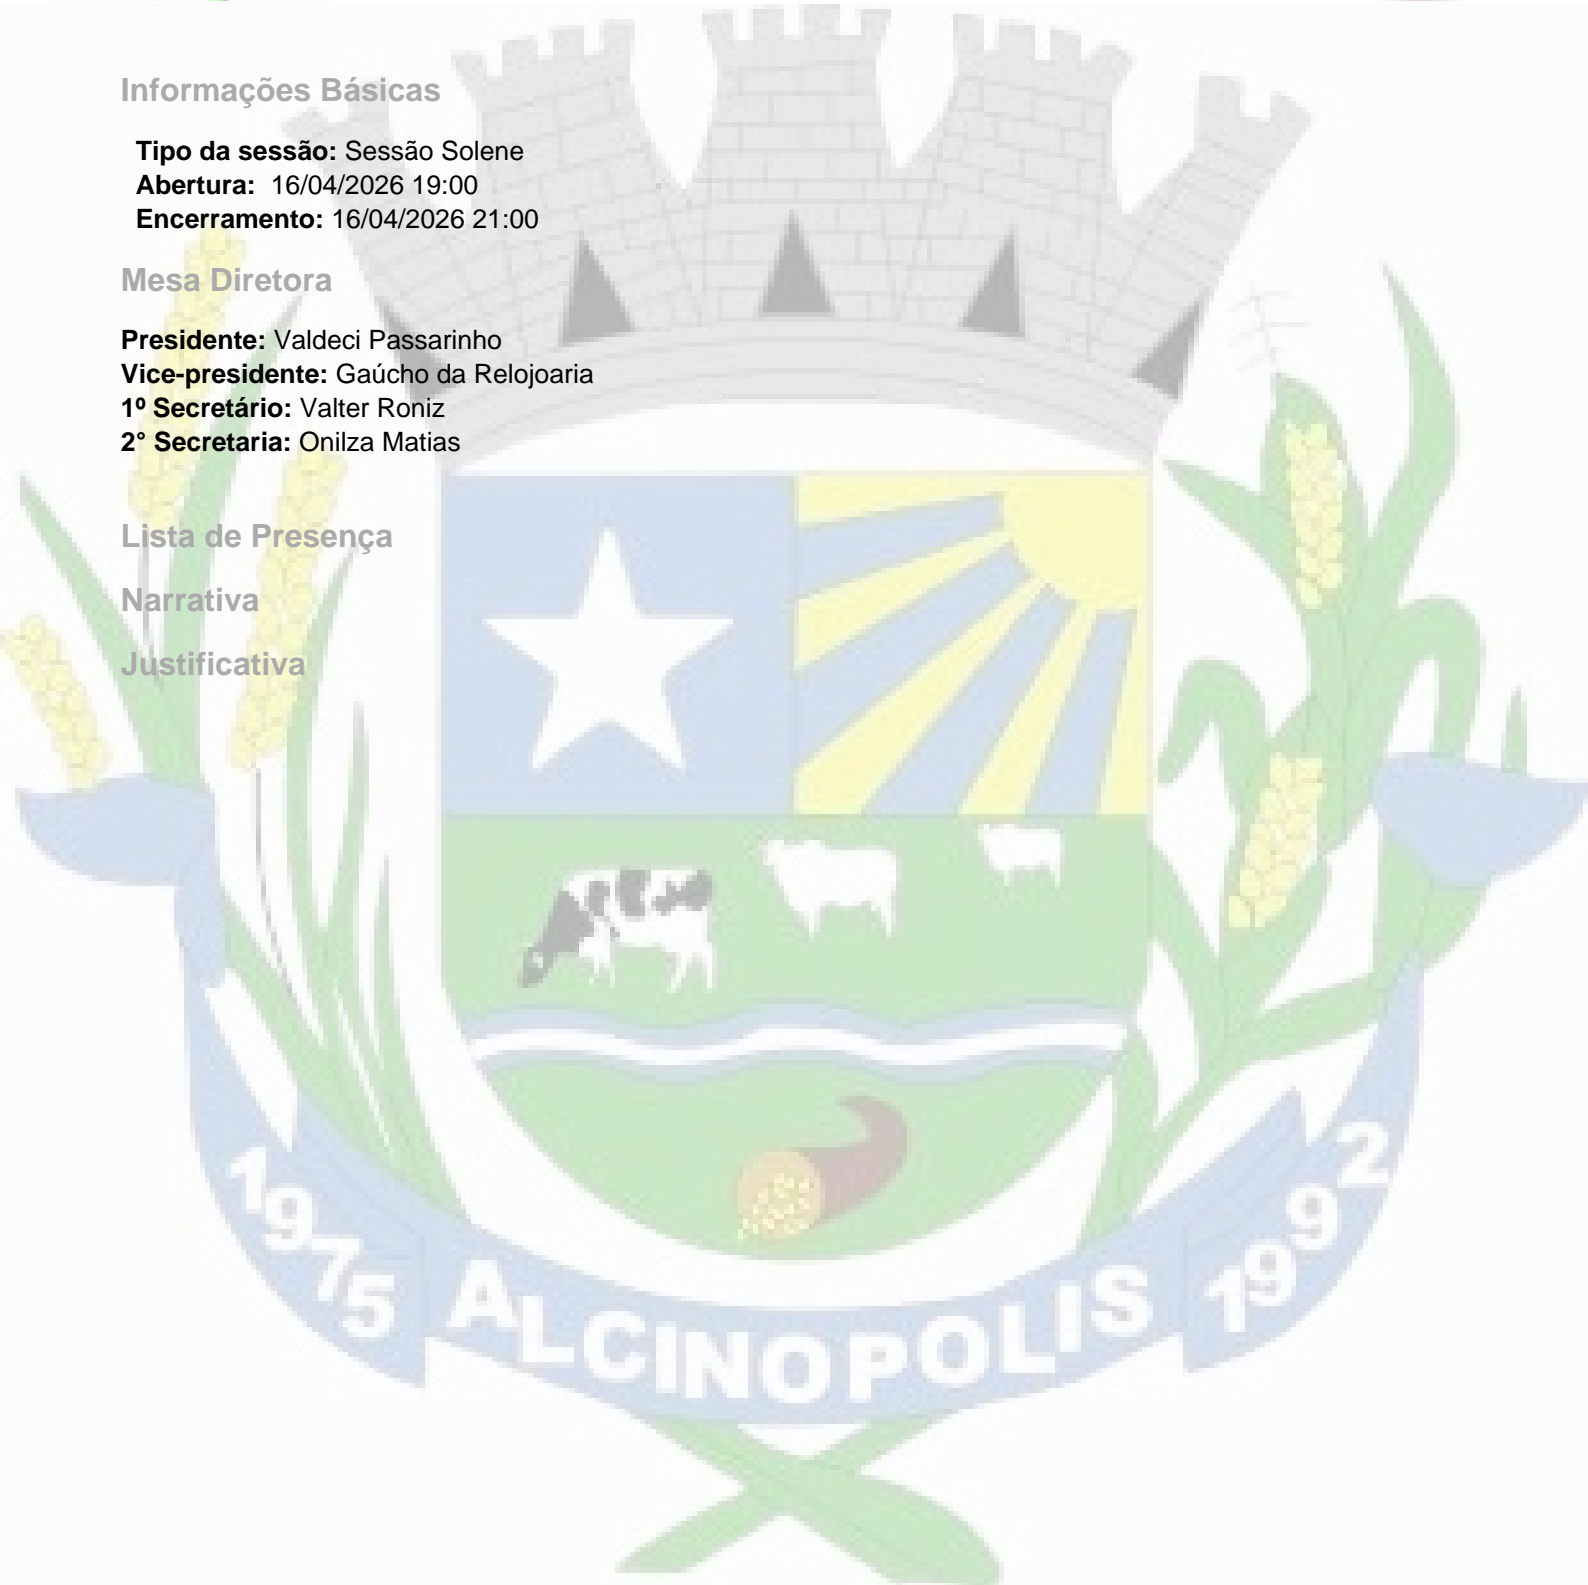 Informações Básicas
Tipo da sessão: Sessão Solene
Abertura: 16/04/2026 19:00
Encerramento: 16/04/2026 21:00
Mesa Diretora
Presidente: Valdeci Passarinho
Vice-presidente: Gaúcho da Relojoaria
1º Secretário: Valter Roniz
2° Secretaria: Onilza Matias
Lista de Presença
Narrativa
Justificativa
1975 ALCINOPOLIS 1992